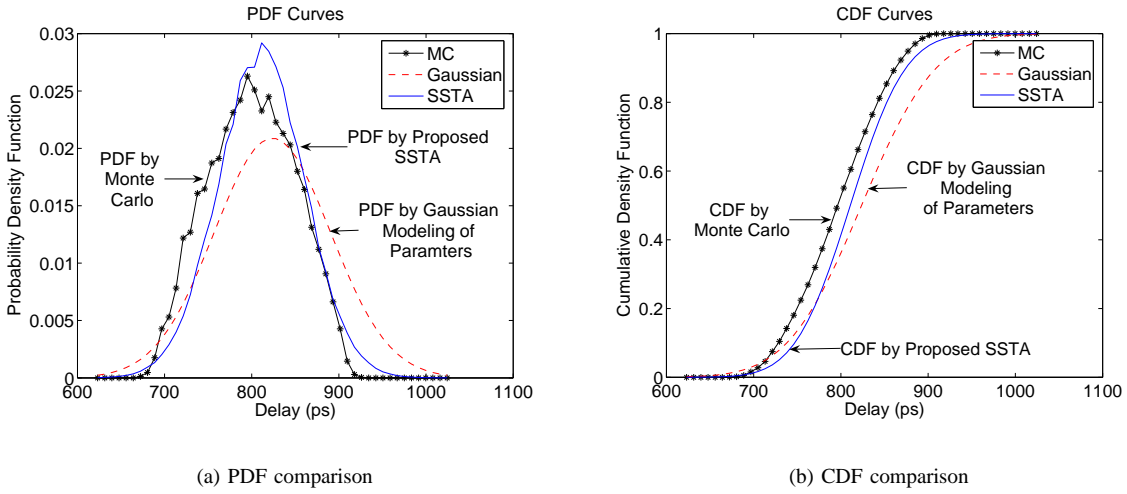 PDF Curves
0.03
0.025
0.02
0.015
0.01
0.005
0
Probability Density Function
600
700
800
900
1000
1100
Delay (ps)
MC
Gaussian
SSTA
PDF by
Monte
Carlo
PDF by Proposed
SSTA
PDF by Gaussian
Modeling of
Paramters
(a) PDF comparison
CDF Curves
1
0.8
0.6
0.4
0.2
0
Cumulative Density Function
600
700
800
900
1000
1100
Delay (ps)
MC
Gaussian
SSTA
CDF by Gaussian
Modeling
of Parameters
CDF by
Monte Carlo
CDF by Proposed SSTA
(b) CDF comparison